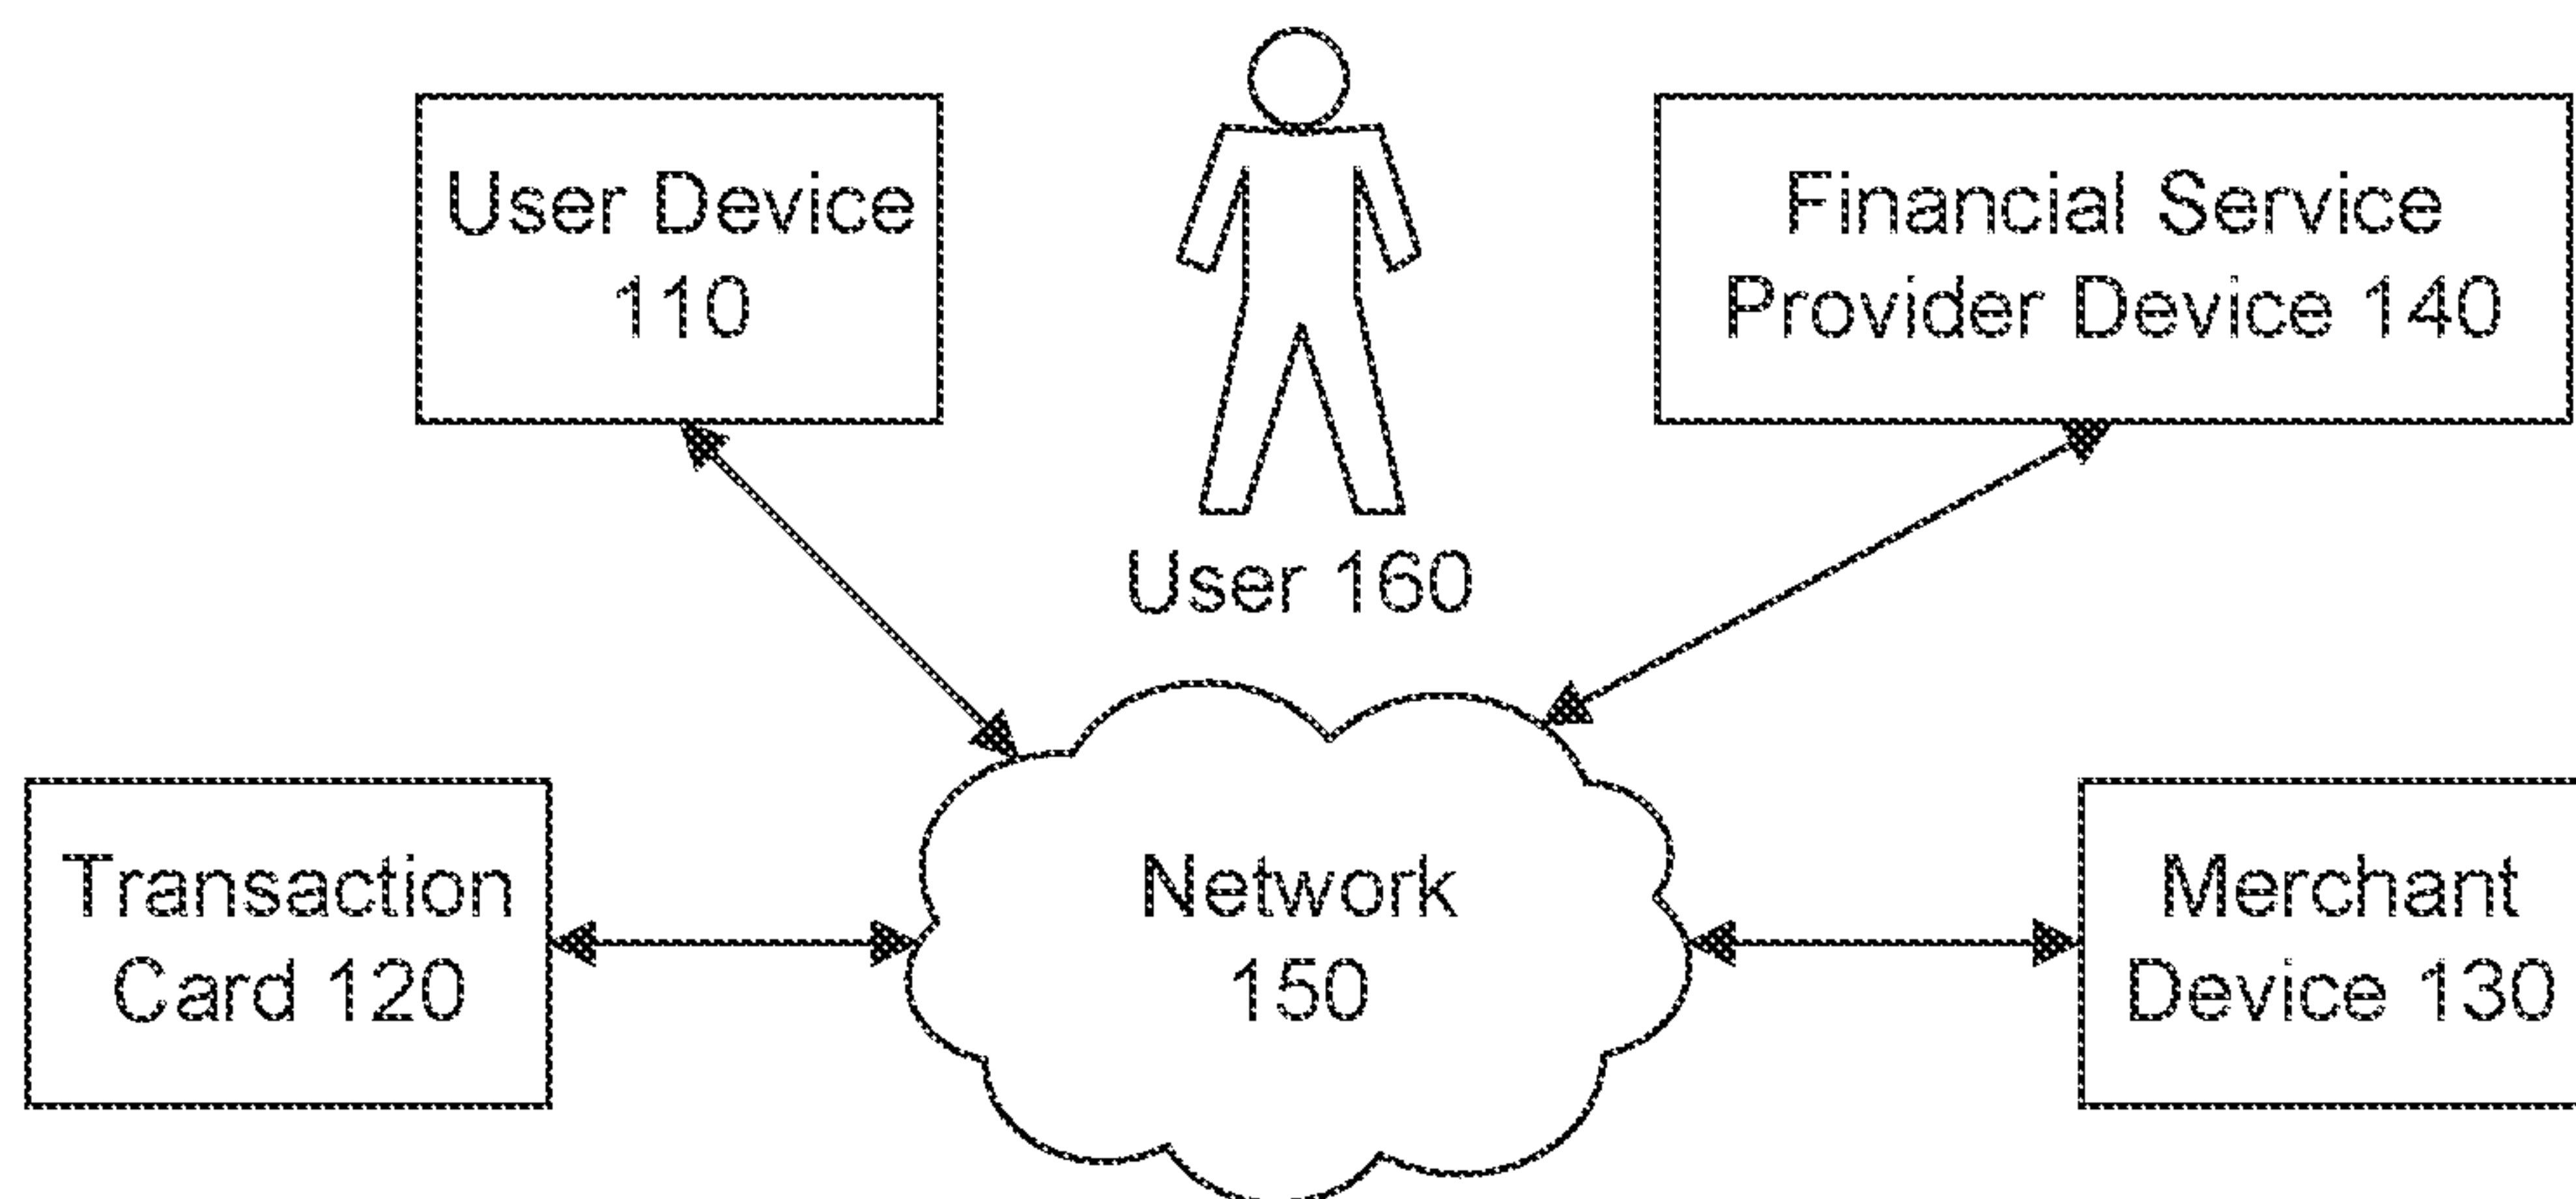 User Device
110
Financial Service
Provider Device 140
User 160
Transaction
Card 120
Network
150
Merchant
Device 130